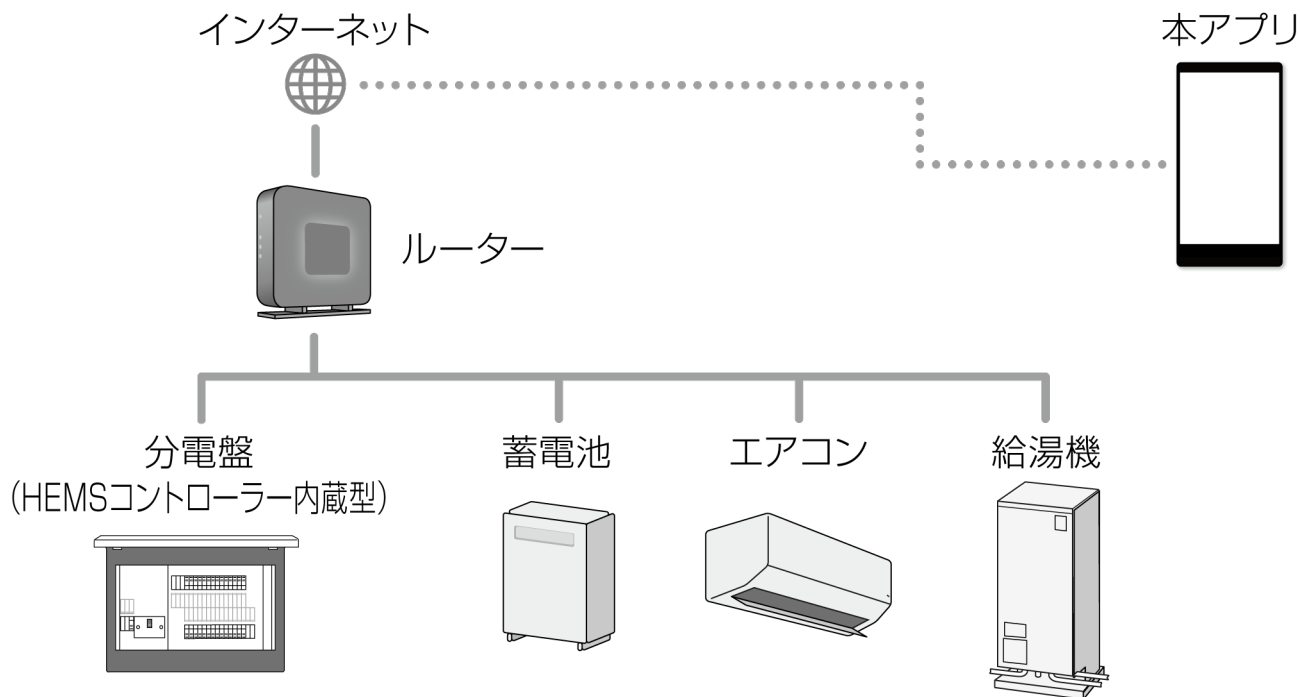 インターネット
本アプリ
ルーター
分電盤
（HEMSコントローラー内蔵型）
蓄電池
エアコン
給湯機